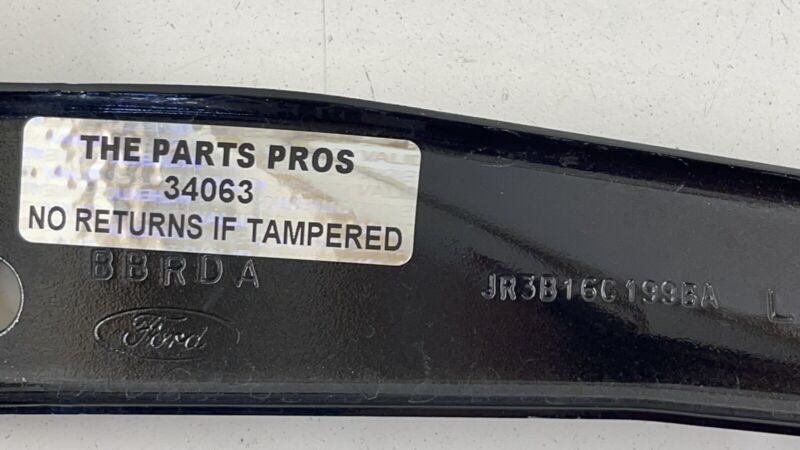 THE PARTS PROS
34063
NO RETURNS IF TAMPERED
BBRDA
JR3B16C199BA L
Ford